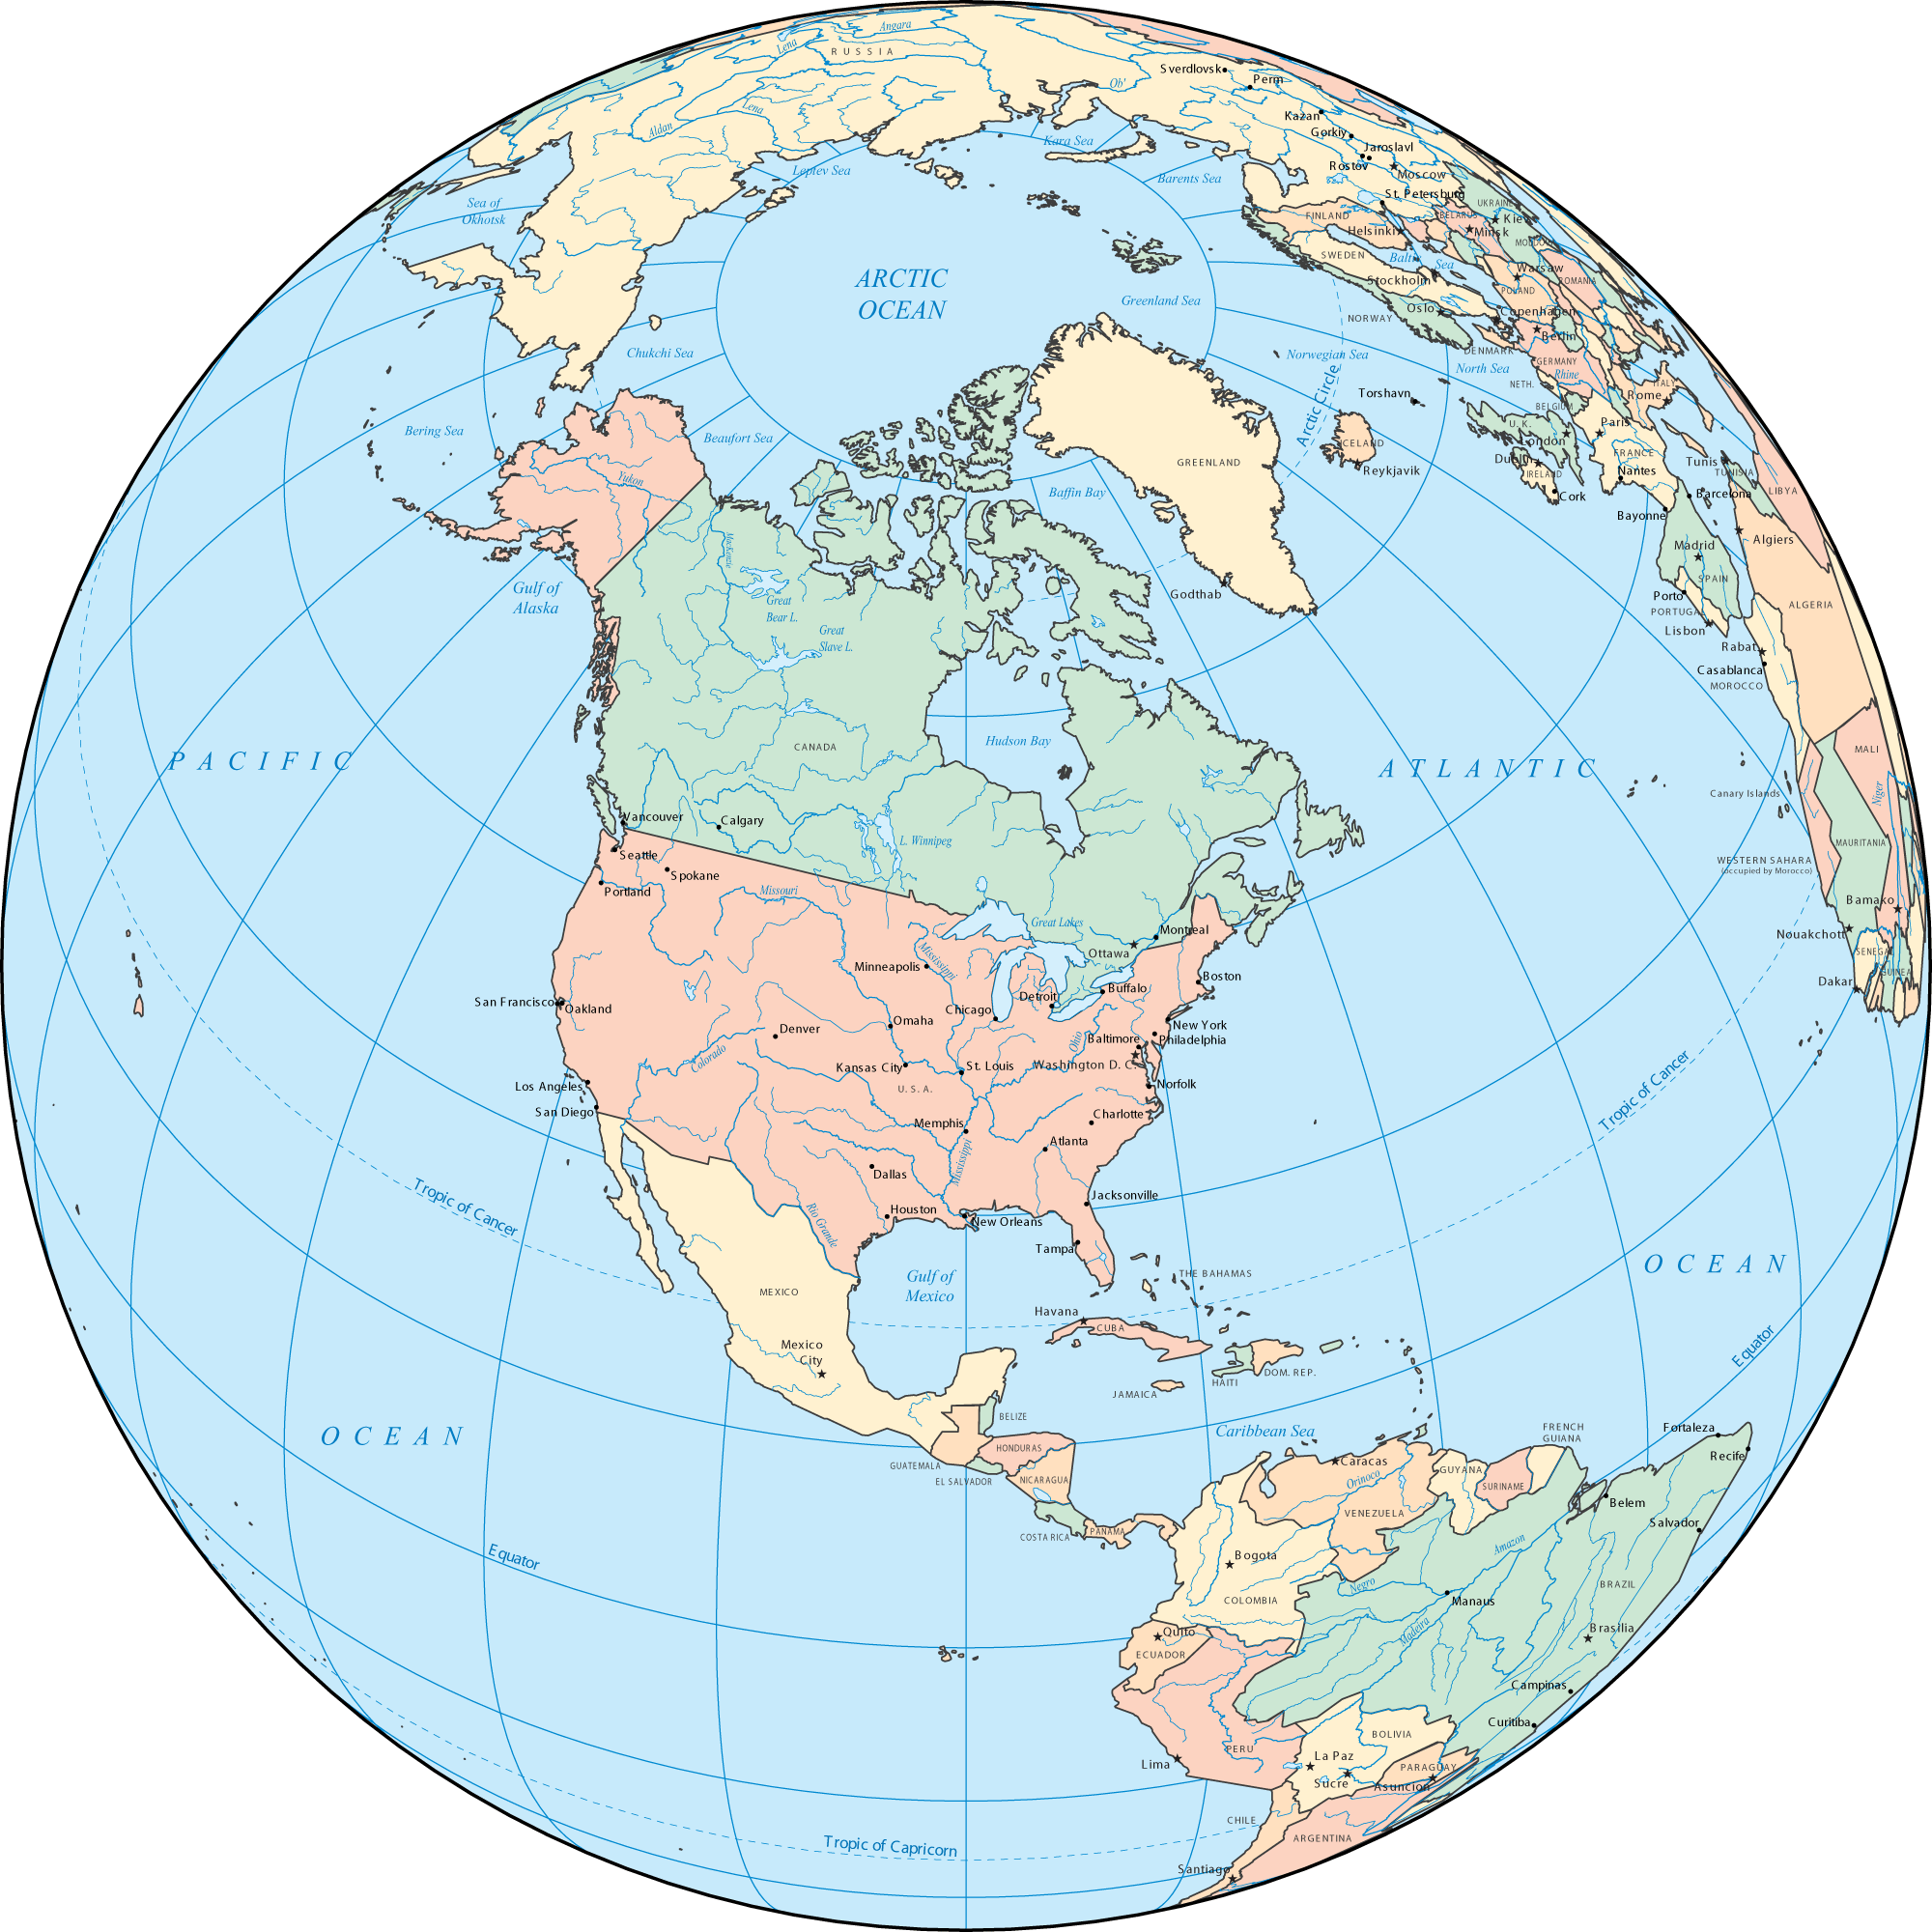 Angara
Lena
RUSSIA
Ob'
Sverdlovsk
Perm
Lena
Aldan
Kazan
Gorkiy
Kara Sea
Jaroslavl
Rostov
Moscow
Laptev Sea
Barents Sea
St. Petersburg
Sea of
Okhotsk
UKRAINE
FINLAND
BELARUS
Kiev
Helsinki
Minsk
SWEDEN
Baltic Sea
Warsaw
Stockholm
POLAND
ROMANIA
ARCTIC
OCEAN
Greenland Sea
Oslo
Copenhagen
NORWAY
Berlin
Chukchi Sea
Norwegian Sea
DENMARK
North Sea
GERMANY
Rhine
NETH.
ITALY
Rome
Torshavn
Arctic Circle
BELGIUM
Bering Sea
Beaufort Sea
U.K.
Paris
London
ICELAND
FRANCE
Dublin
IRELAND
GREENLAND
Reykjavik
Nantes
Tunis
TUNISIA
Yukon
Baffin Bay
Cork
Barcelona
LIBYA
Bayonne
MacKenzie
Madrid
Algiers
SPAIN
Gulf of
Alaska
Godthab
Porto
PORTUGAL
Lisbon
ALGERIA
Great
Bear L.
Great
Slave L.
Rabat
Casablanca
MOROCCO
PACIFIC
CANADA
Hudson Bay
ATLANTIC
MALI
Canary Islands
Niger
Vancouver
Calgary
L. Winnipeg
MAURITANIA
Seattle
Spokane
Portland
Missouri
WESTERN SAHARA
(occupied by Morocco)
Great Lakes
Bamako
Montreal
Ottawa
Nouakchott
Mississippi
Minneapolis
SENEGAL
GUINEA
Boston
Dakar
Buffalo
Detroit
San Francisco
Oakland
Chicago
Omaha
Denver
New York
Philadelphia
Baltimore
Ohio
Colorado
Kansas City
St. Louis
Washington D. C.
U. S. A.
Los Angeles
San Diego
Norfolk
Charlotte
Memphis
Atlanta
Mississippi
Dallas
Tropic of Cancer
Tropic of Cancer
Jacksonville
Houston
New Orleans
Rio Grande
Tampa
OCEAN
Gulf of
Mexico
THE BAHAMAS
MEXICO
Havana
CUBA
Mexico
City
Equator
HAITI
DOM. REP.
JAMAICA
BELIZE
Caribbean Sea
FRENCH
GUIANA
Fortaleza
OCEAN
HONDURAS
GUATEMALA
EL SALVADOR
NICARAGUA
Caracas
Orinoco
GUYANA
SURINAME
Recife
Belem
VENEZUELA
Salvador
COSTA RICA
PANAMA
Equator
Bogota
Amazon
Negro
BRAZIL
COLOMBIA
Manaus
Quito
Madeira
Brasilia
ECUADOR
Campinas
Curitiba
BOLIVIA
PERU
La Paz
Lima
PARAGUAY
Sucre
Asuncion
CHILE
ARGENTINA
Tropic of Capricorn
Santiago